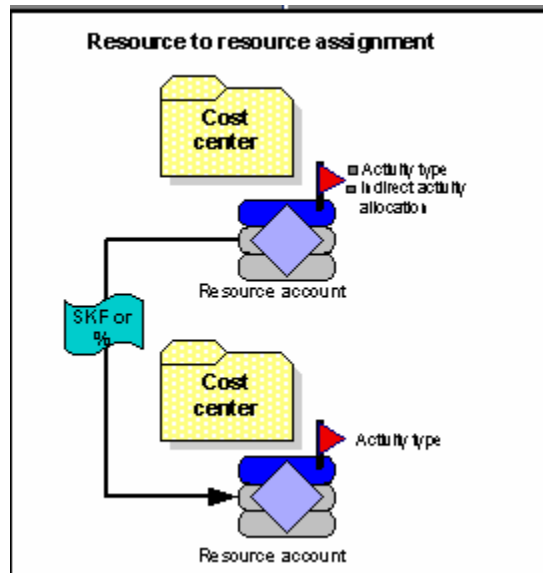 Resource to resource assignment
Cost
center
Activity type
Indirect activity
allocation
Resource account
SKF or
%
Cost
center
Activity type
Resource account